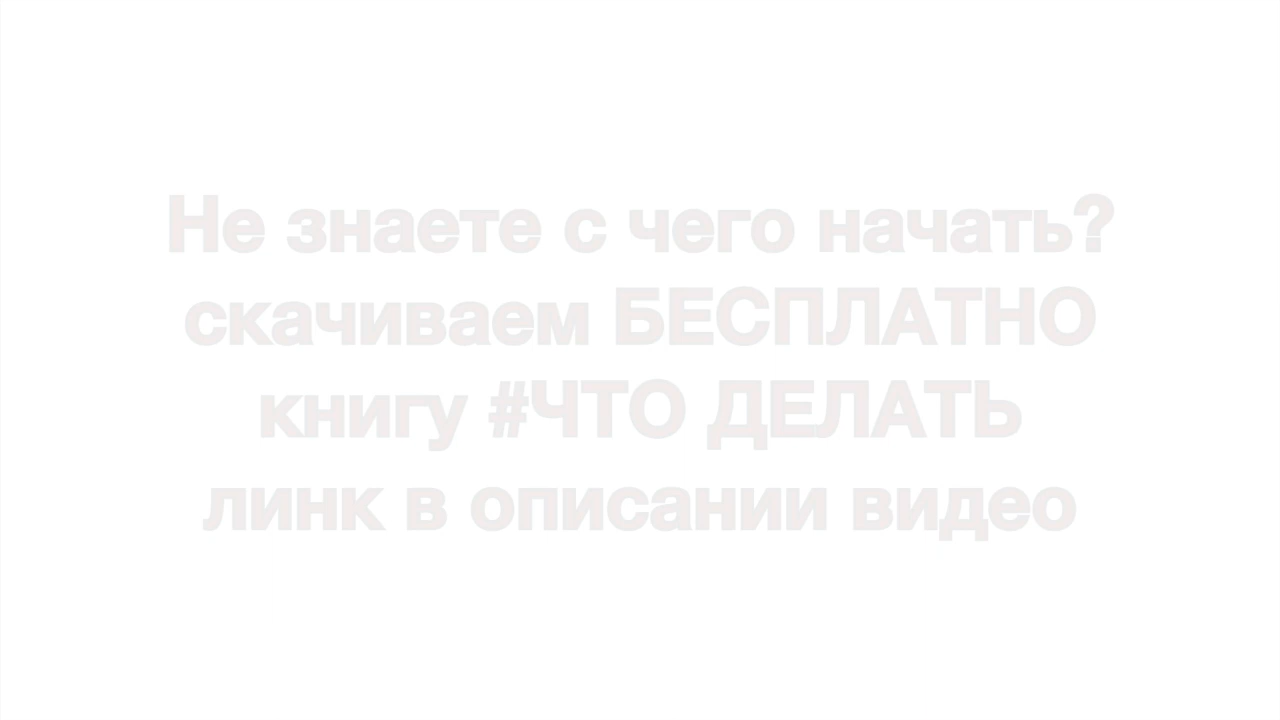 Не знаете с чего начать?
скачиваем БЕСПЛАТНО
книгу #ЧТО ДЕЛАТЬ
линк в описании видео